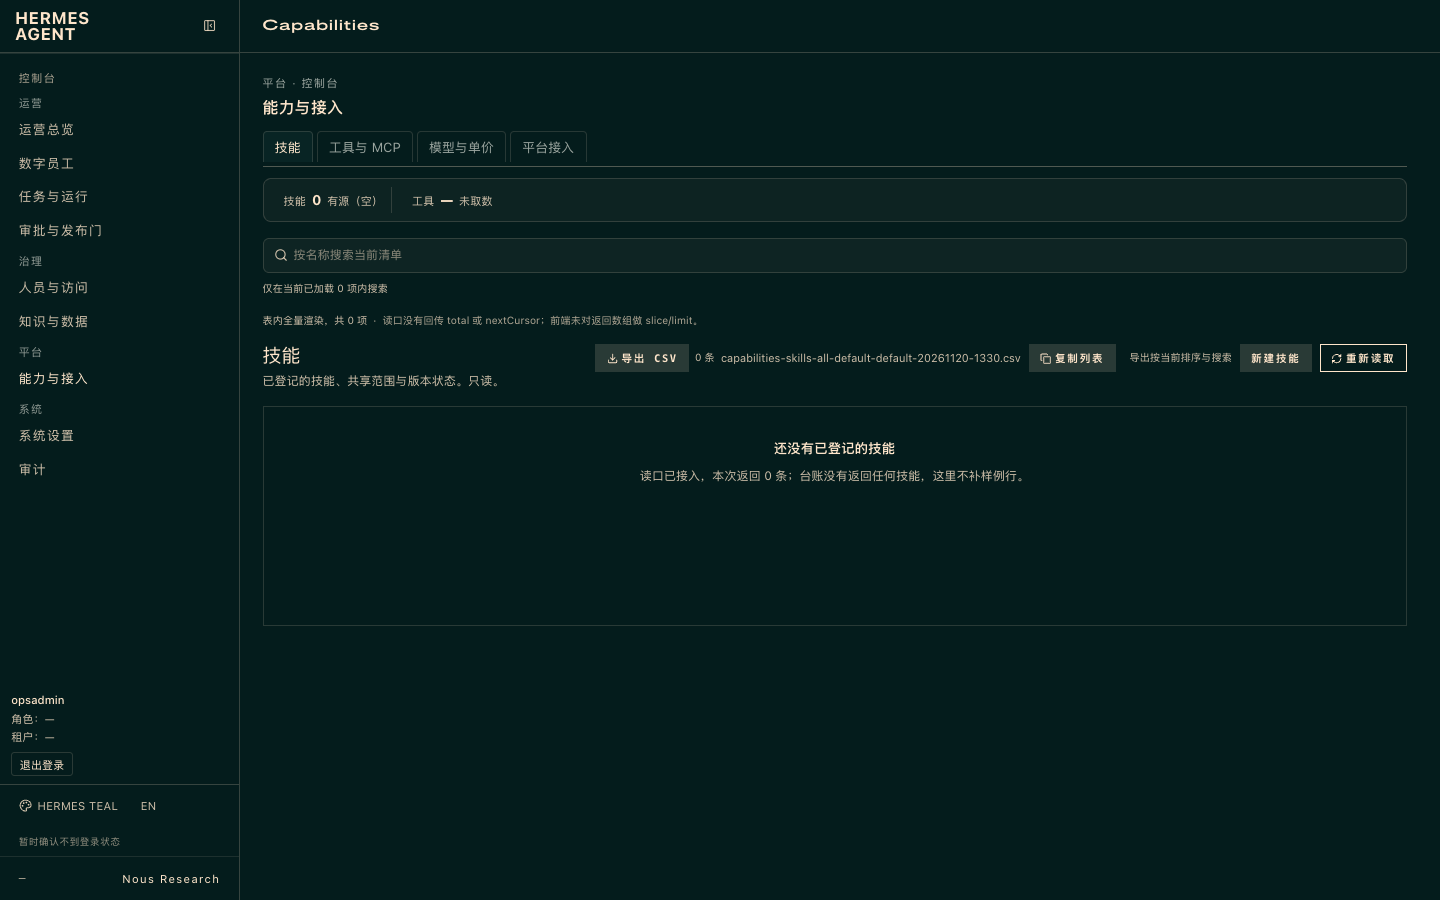 HERMES
AGENT
Capabilities
控制台
运营
运营总览
数字员工
任务与运行
审批与发布门
治理
人员与访问
知识与数据
平台
能力与接入
系统
系统设置
审计
opsadmin
角色：—
租户：—
退出登录
HERMES TEAL EN
暂时确认不到登录状态
— Nous Research
平台 · 控制台
能力与接入
技能 工具与 MCP 模型与单价 平台接入
技能 0 有源（空） 工具 — 未取数
按名称搜索当前清单
仅在当前已加载 0 项内搜索
表内全量渲染，共 0 项 · 读口没有回传 total 或 nextCursor；前端未对返回数组做 slice/limit。
技能
导出 CSV 0 条 capabilities-skills-all-default-default-20261120-1330.csv 复制列表 导出按当前排序与搜索 新建技能 重新读取
已登记的技能、共享范围与版本状态。只读。
还没有已登记的技能
读口已接入，本次返回 0 条；台账没有返回任何技能，这里不补样例行。